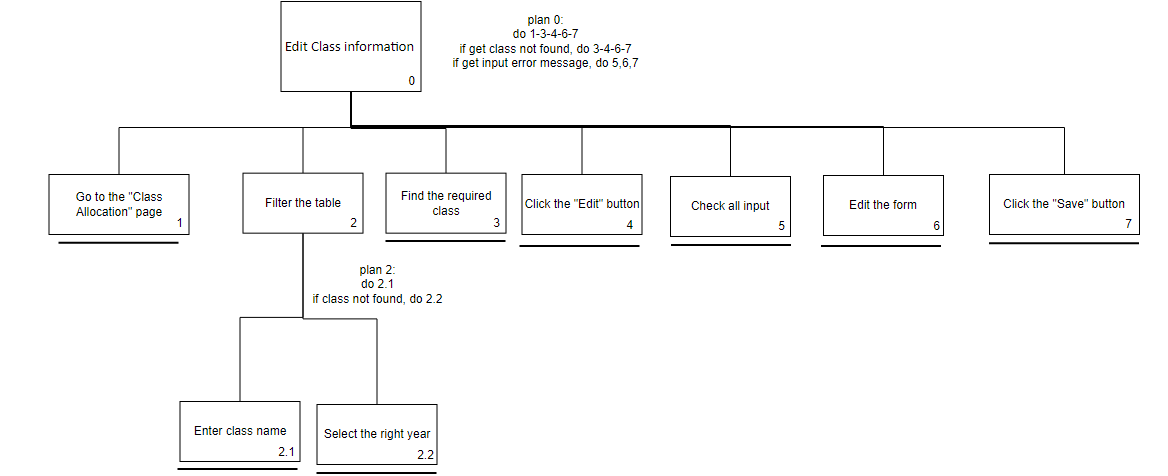 Edit Class information
0
plan 0:
do 1-3-4-6-7
if get class not found, do 3-4-6-7
if get input error message, do 5,6,7
Go to the "Class
Allocation" page
1
Filter the table
2
Find the required
class
3
Click the "Edit" button
4
Check all input
5
Edit the form
6
Click the "Save" button
7
plan 2:
do 2.1
if class not found, do 2.2
Enter class name
2.1
Select the right year
2.2